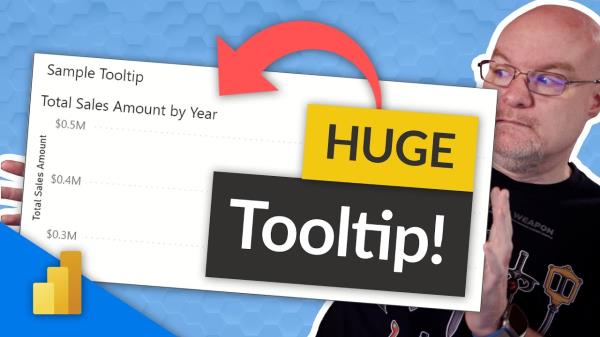 Sample Tooltip
Total Sales Amount by Year
Total Sales Amount
$0.5M
$0.4M
$0.3M
HUGE
Tooltip!
WEAPON